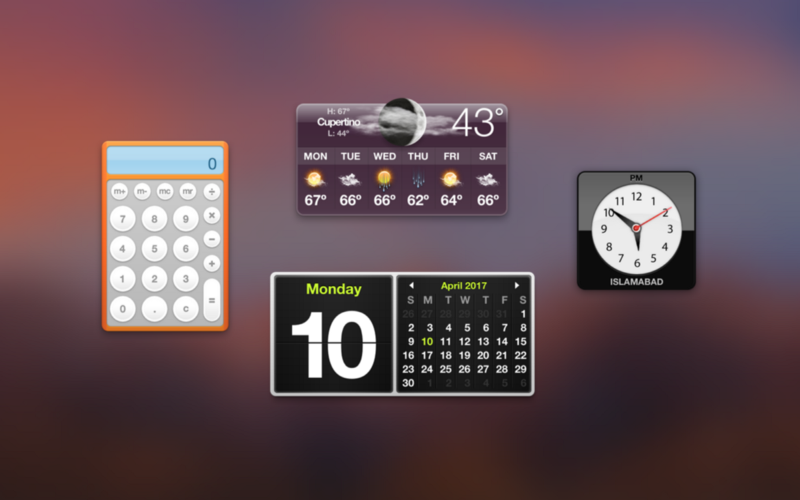 0
m+ m- mc mr ÷
7 8 9 ×
4 5 6 −
+
1 2 3
0 . c =
H: 67°
Cupertino
L: 44°
43°
MON TUE WED THU FRI SAT
67° 66° 66° 62° 64° 66°
PM
12
11 1
10 2
9 3
8 4
7 5
6
ISLAMABAD
Monday
10
April 2017
S M T W T F S
26 27 28 29 30 31 1
2 3 4 5 6 7 8
9 10 11 12 13 14 15
16 17 18 19 20 21 22
23 24 25 26 27 28 29
30 1 2 3 4 5 6